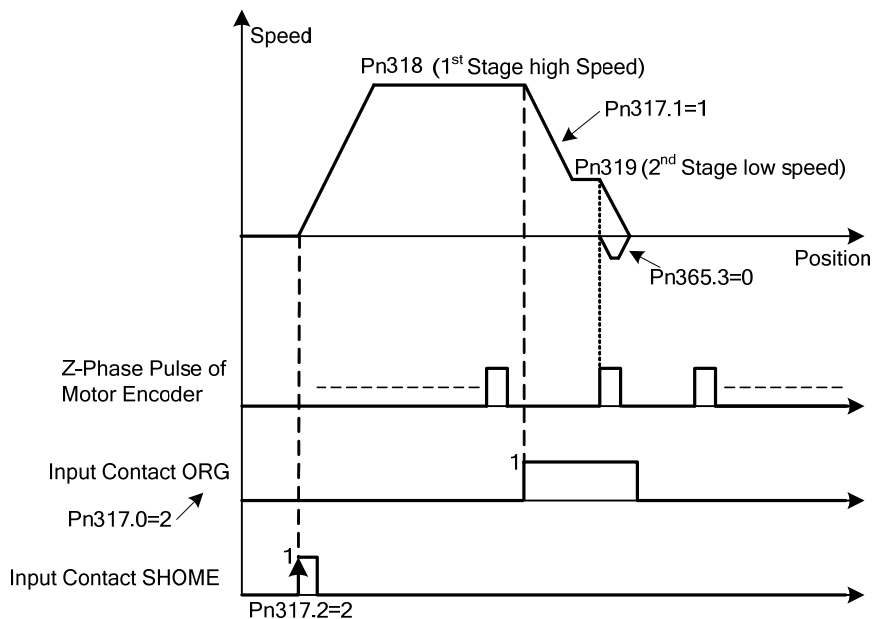 Speed
Pn318 (1st Stage high Speed)
Pn317.1=1
Pn319 (2nd Stage low speed)
Position
Pn365.3=0
Z-Phase Pulse of
Motor Encoder
Input Contact ORG
1
Pn317.0=2
Input Contact SHOME
1
Pn317.2=2